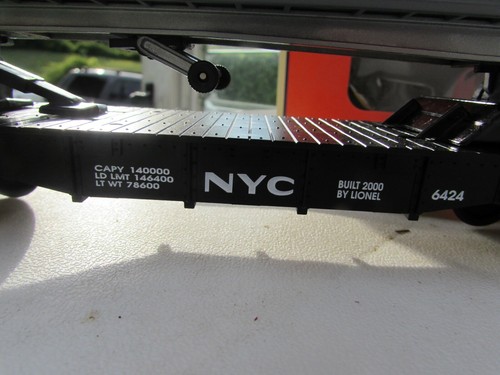 CAPY 140000
LD LMT 146400
LT WT 78600
NYC
BUILT 2000
BY LIONEL
6424